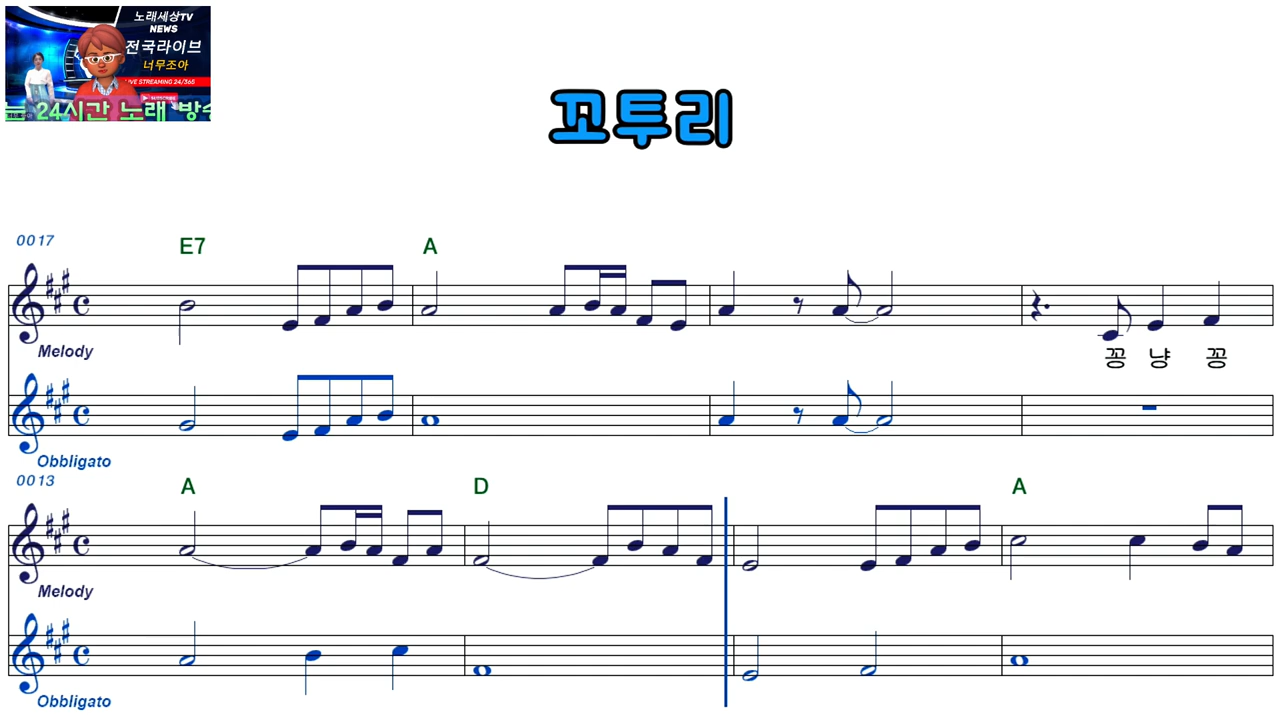 노래세상TV
NEWS
전국라이브
너무조아
LIVE STREAMING 24/365
SUBSCRIBE
24시간 노래 방
꼬투리
0017
E7 A
Melody
꽁 냥 꽁
Obbligato
0013
A D A
Melody
Obbligato